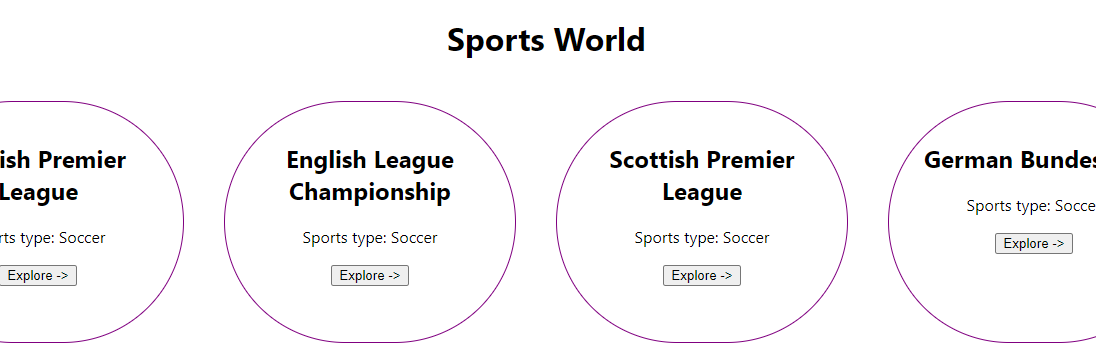 Sports World
ish Premier
League
rts type: Soccer
Explore ->
English League
Championship
Sports type: Soccer
Explore ->
Scottish Premier
League
Sports type: Soccer
Explore ->
German Bundes
Sports type: Socce
Explore ->